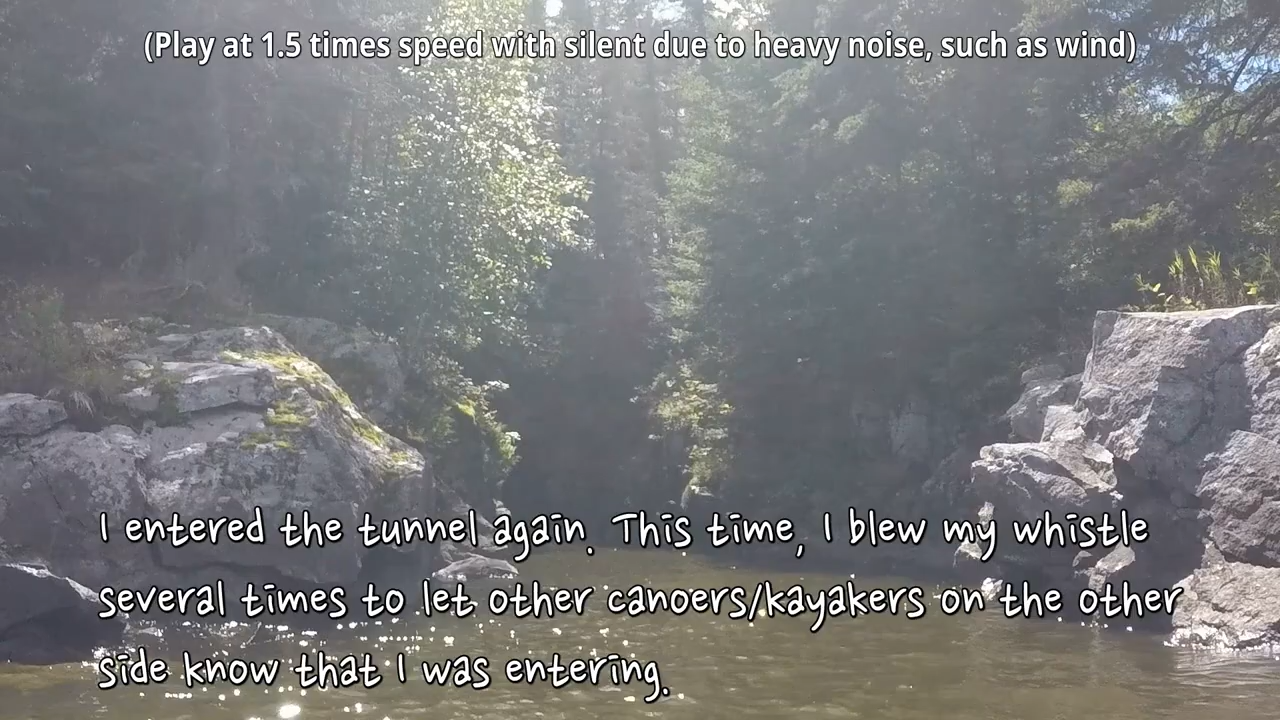 (Play at 1.5 times speed with silent due to heavy noise, such as wind)
I entered the tunnel again. This time, I blew my whistle
several times to let other canoers/kayakers on the other
side know that I was entering.